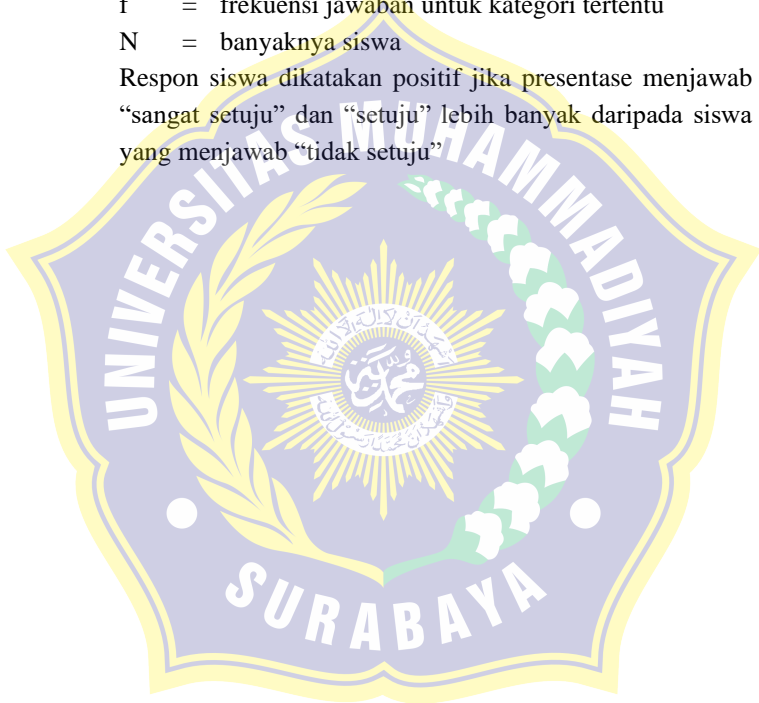 f = frekuensi jawaban untuk kategori tertentu
N = banyaknya siswa
Respon siswa dikatakan positif jika presentase menjawab
“sangat setuju” dan “setuju” lebih banyak daripada siswa
yang menjawab “tidak setuju”
UNIVERSITAS MUHAMMADIYAH
SURABAYA